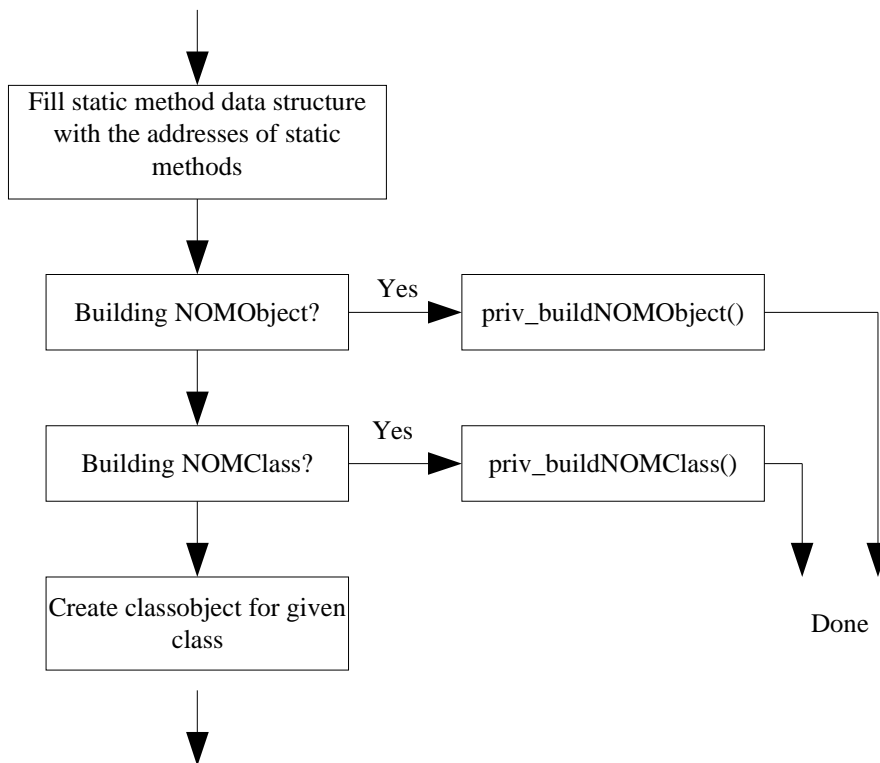 Fill static method data structure
with the addresses of static
methods
Yes
Building NOMObject?
priv_buildNOMObject()
Yes
Building NOMClass?
priv_buildNOMClass()
Create classobject for given
class
Done